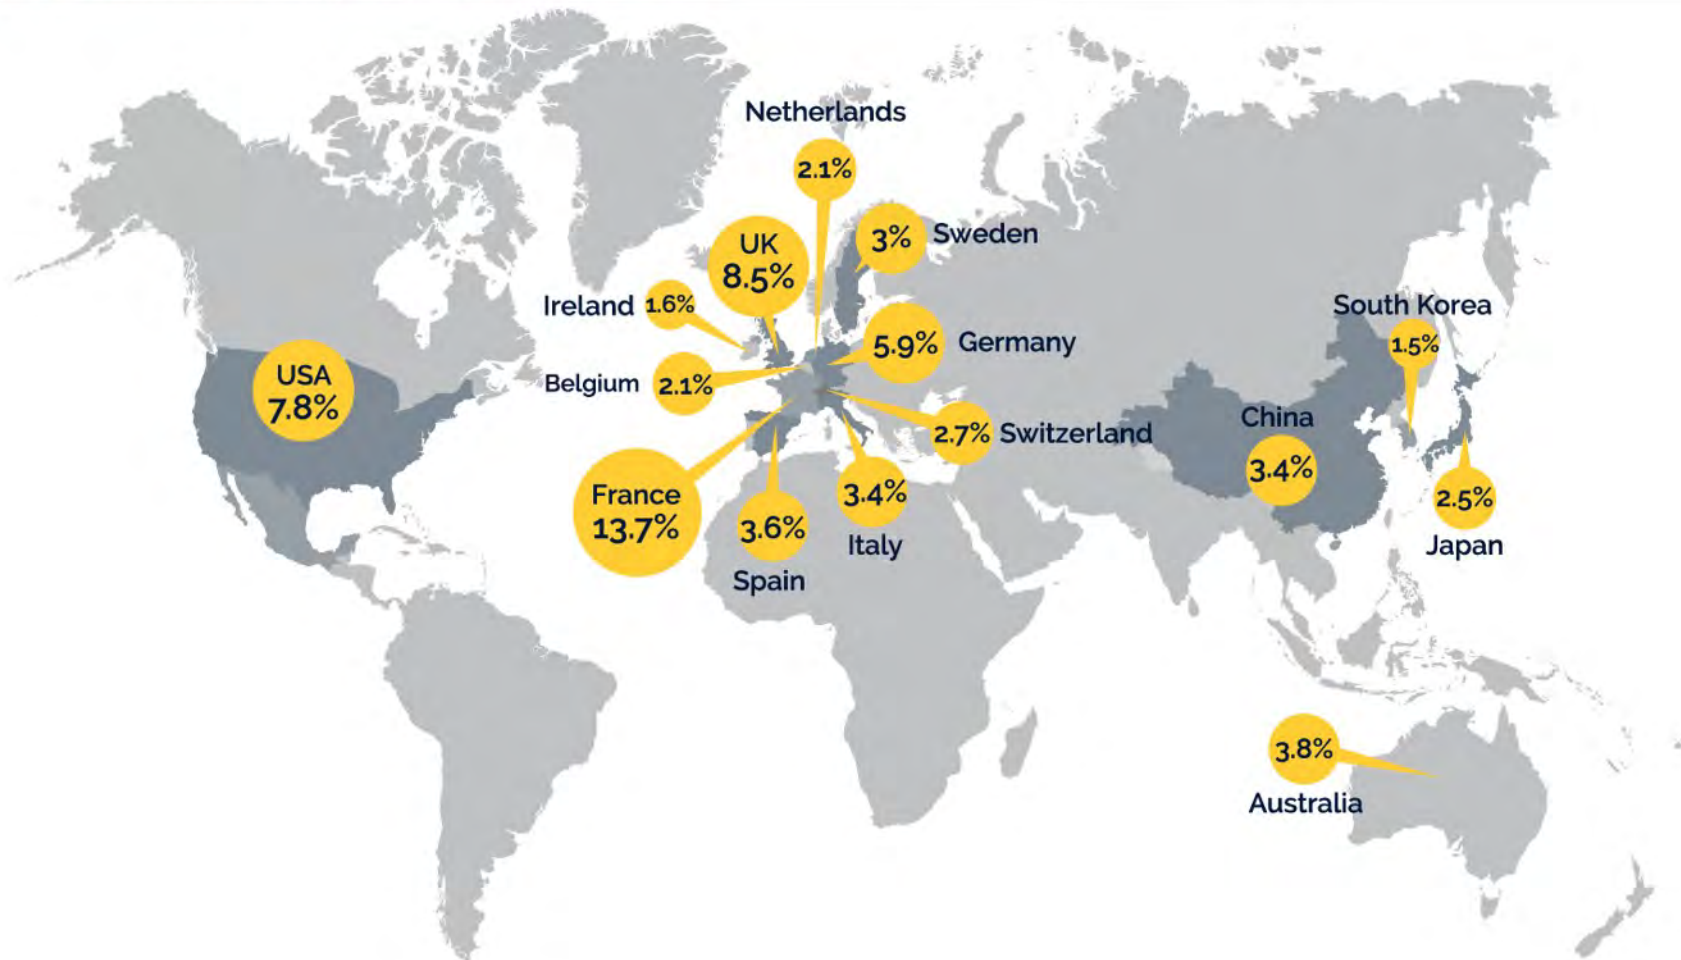 Netherlands
2.1%
UK
8.5%
3% Sweden
Ireland 1.6%
South Korea
1.5%
5.9% Germany
USA
7.8%
Belgium 2.1%
China
3.4%
2.7% Switzerland
France
13.7%
3.6%
Spain
3.4%
Italy
2.5%
Japan
3.8%
Australia